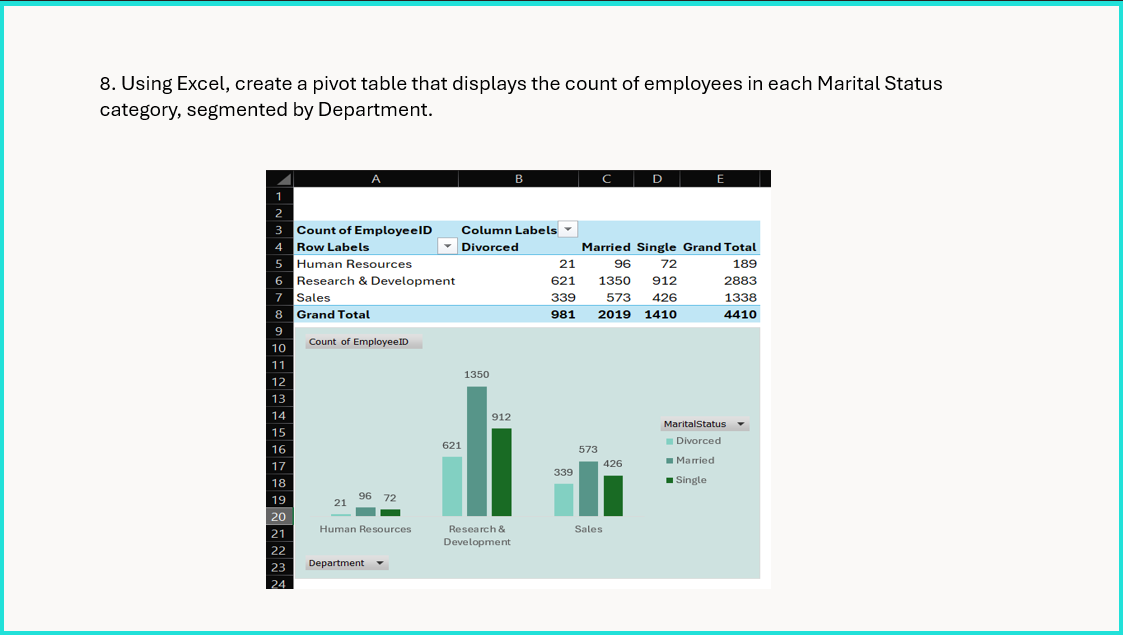 8. Using Excel, create a pivot table that displays the count of employees in each Marital Status
category, segmented by Department.
A B C D E
1
2
3 Count of EmployeeID Column Labels
4 Row Labels Divorced Married Single Grand Total
5 Human Resources 21 96 72 189
6 Research & Development 621 1350 912 2883
7 Sales 339 573 426 1338
8 Grand Total 981 2019 1410 4410
9
10
11
12
13
14
15
16
17
18
19
20
21
22
23
24
Count of EmployeeID
1350
912
621
573
426
339
21 96 72
MaritalStatus
Divorced
Married
Single
Human Resources Research & Sales
Development
Department